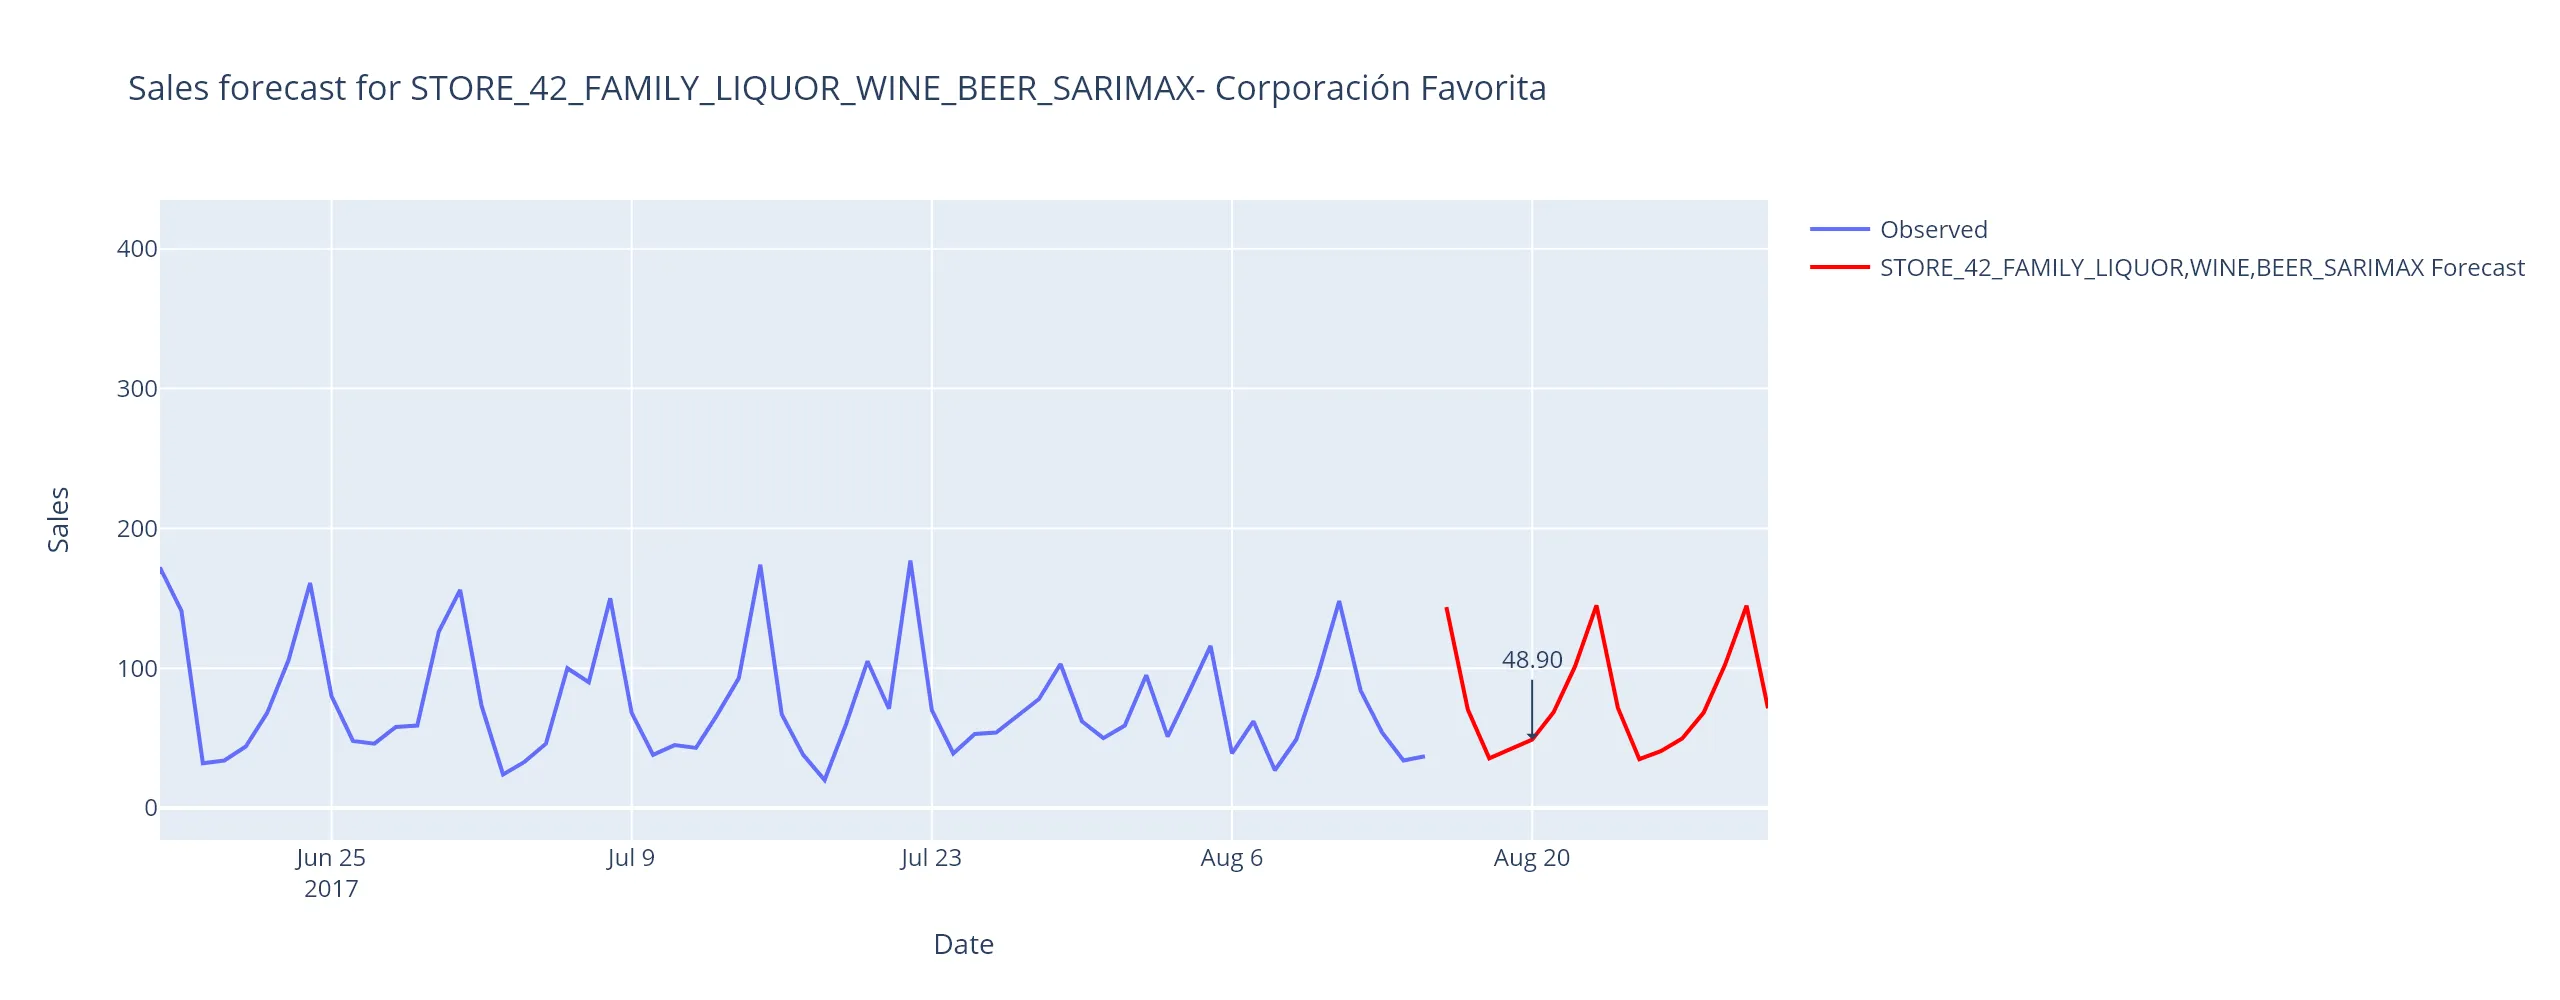 Sales forecast for STORE_42_FAMILY_LIQUOR_WINE_BEER_SARIMAX- Corporación Favorita
Observed
STORE_42_FAMILY_LIQUOR,WINE,BEER_SARIMAX Forecast
400
300
200
100
0
Sales
48.90
Jun 25
2017
Jul 9
Jul 23
Aug 6
Aug 20
Date